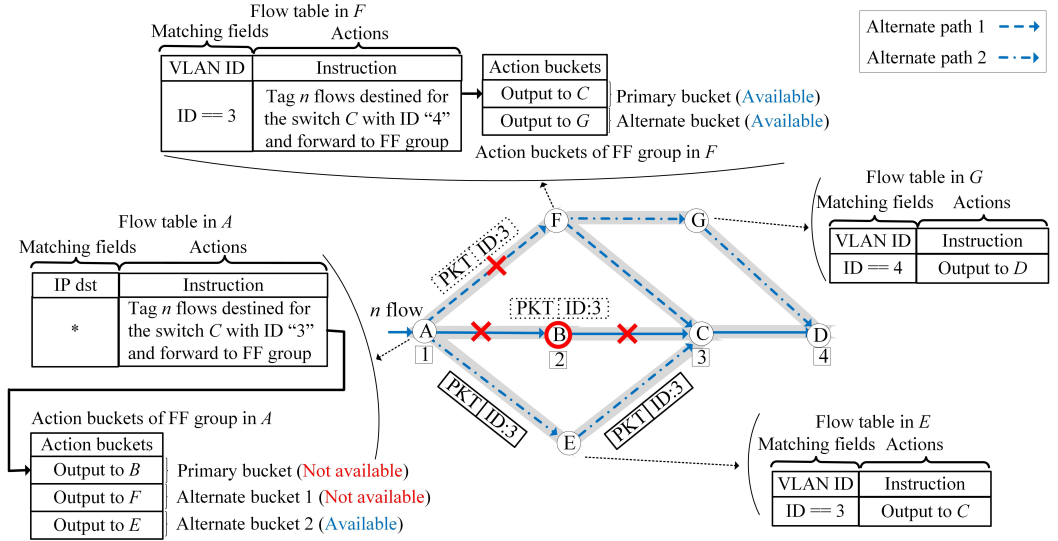 Flow table in F
Matching fields Actions
VLAN ID Instruction
ID == 3
Tag n flows destined for
the switch C with ID “4”
and forward to FF group
Action buckets
Output to C
Primary bucket (Available)
Output to G
Alternate bucket (Available)
Action buckets of FF group in F
Alternate path 1
Alternate path 2
Flow table in G
Matching fields Actions
VLAN ID Instruction
ID == 4 Output to D
Flow table in A
Matching fields Actions
IP dst Instruction
*
Tag n flows destined for
the switch C with ID “3”
and forward to FF group
Action buckets of FF group in A
Action buckets
Output to B
Primary bucket (Not available)
Output to F
Alternate bucket 1 (Not available)
Output to E
Alternate bucket 2 (Available)
n flow
F
G
PKT ID:3
PKT ID:3
A
B
C
D
1
2
3
4
PKT ID:3
PKT ID:3
E
Flow table in E
Matching fields Actions
VLAN ID Instruction
ID == 3 Output to C